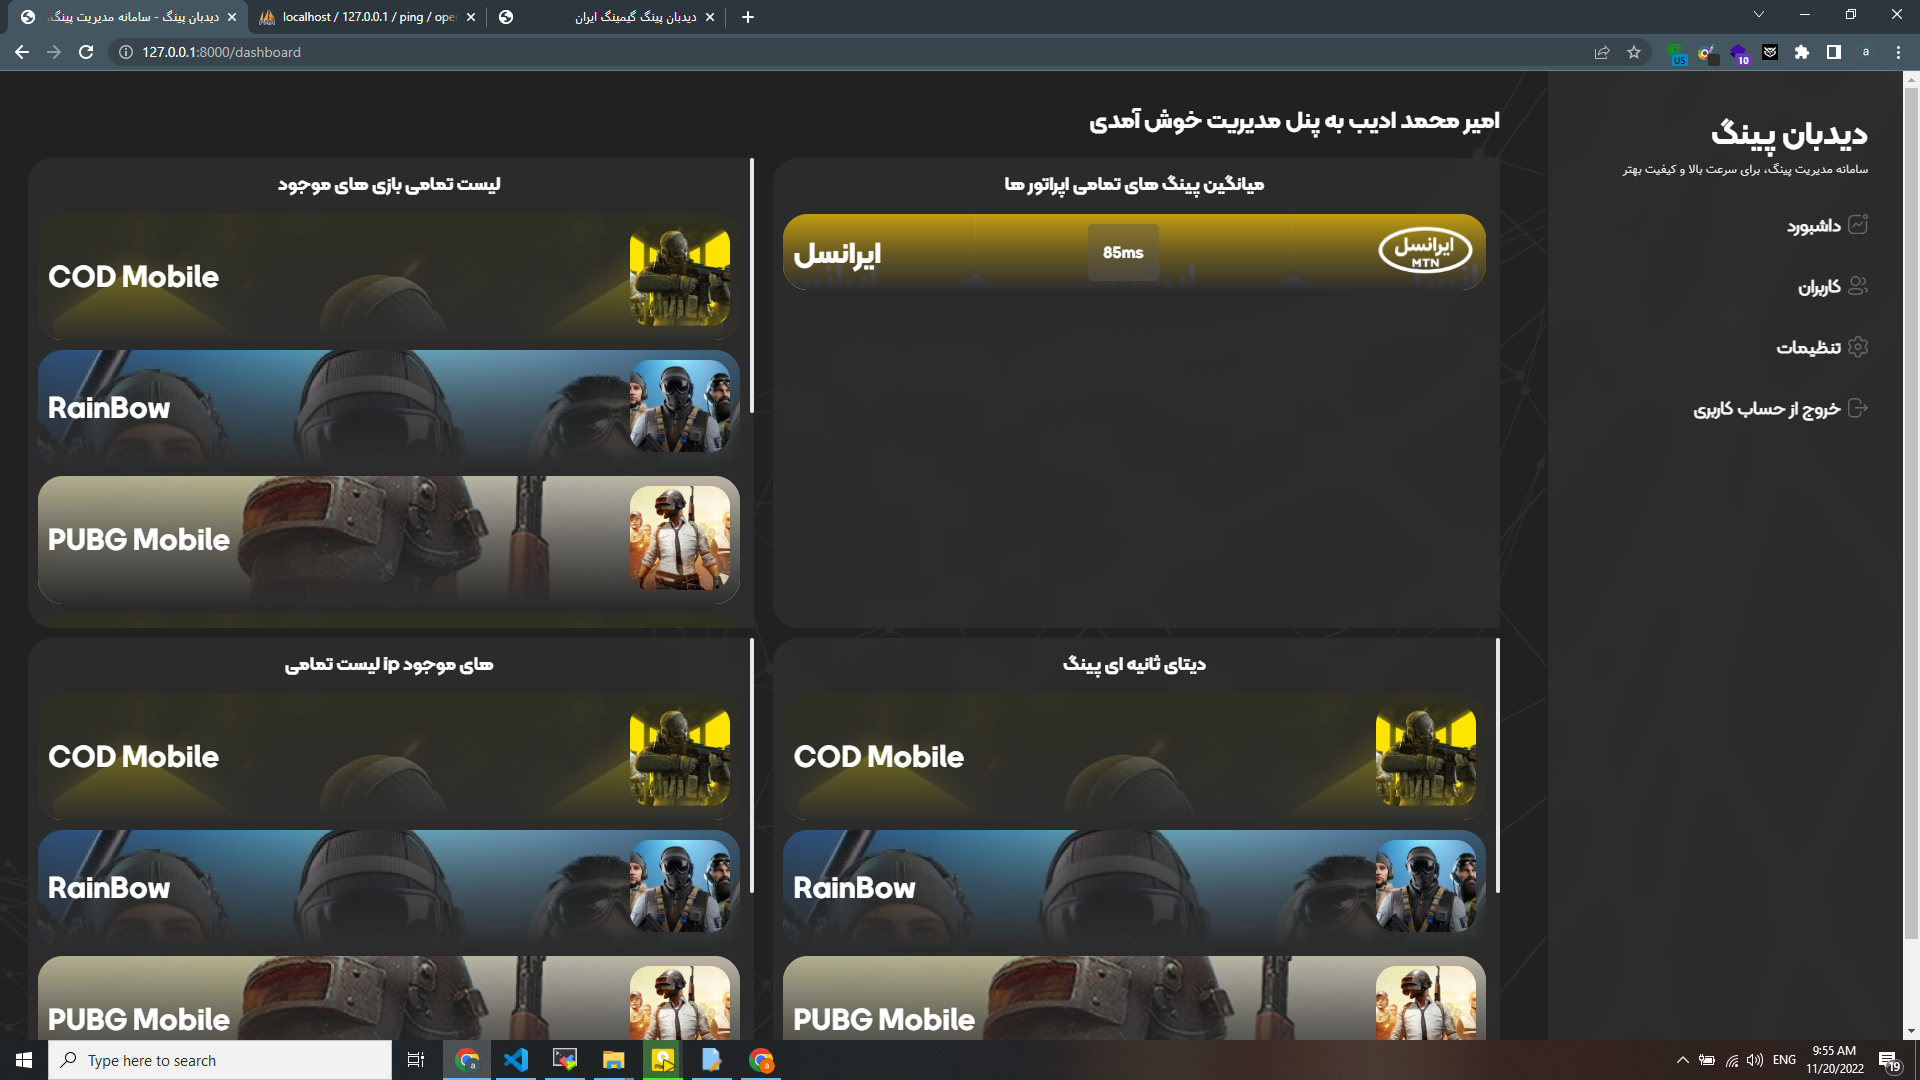 دیدبان پینگ - سامانه مدیریت پینگ،
localhost / 127.0.0.1 / ping / ope
دیدبان پینگ گیمینگ ایران
127.0.0.1:8000/dashboard
US
10
a
دیدبان پینگ
سامانه مدیریت پینگ، برای سرعت بالا و کیفیت بهتر
داشبورد
کاربران
تنظیمات
خروج از حساب کاربری
امیر محمد ادیب به پنل مدیریت خوش آمدی
میانگین پینگ های تمامی اپراتور ها
ایرانسل
MTN
85ms
ایرانسل
لیست تمامی بازی های موجود
COD Mobile
RainBow
PUBG Mobile
دیتای ثانیه ای پینگ
COD Mobile
RainBow
PUBG Mobile
های موجود ip لیست تمامی
COD Mobile
RainBow
PUBG Mobile
Type here to search
ENG
9:55 AM
11/20/2022
19